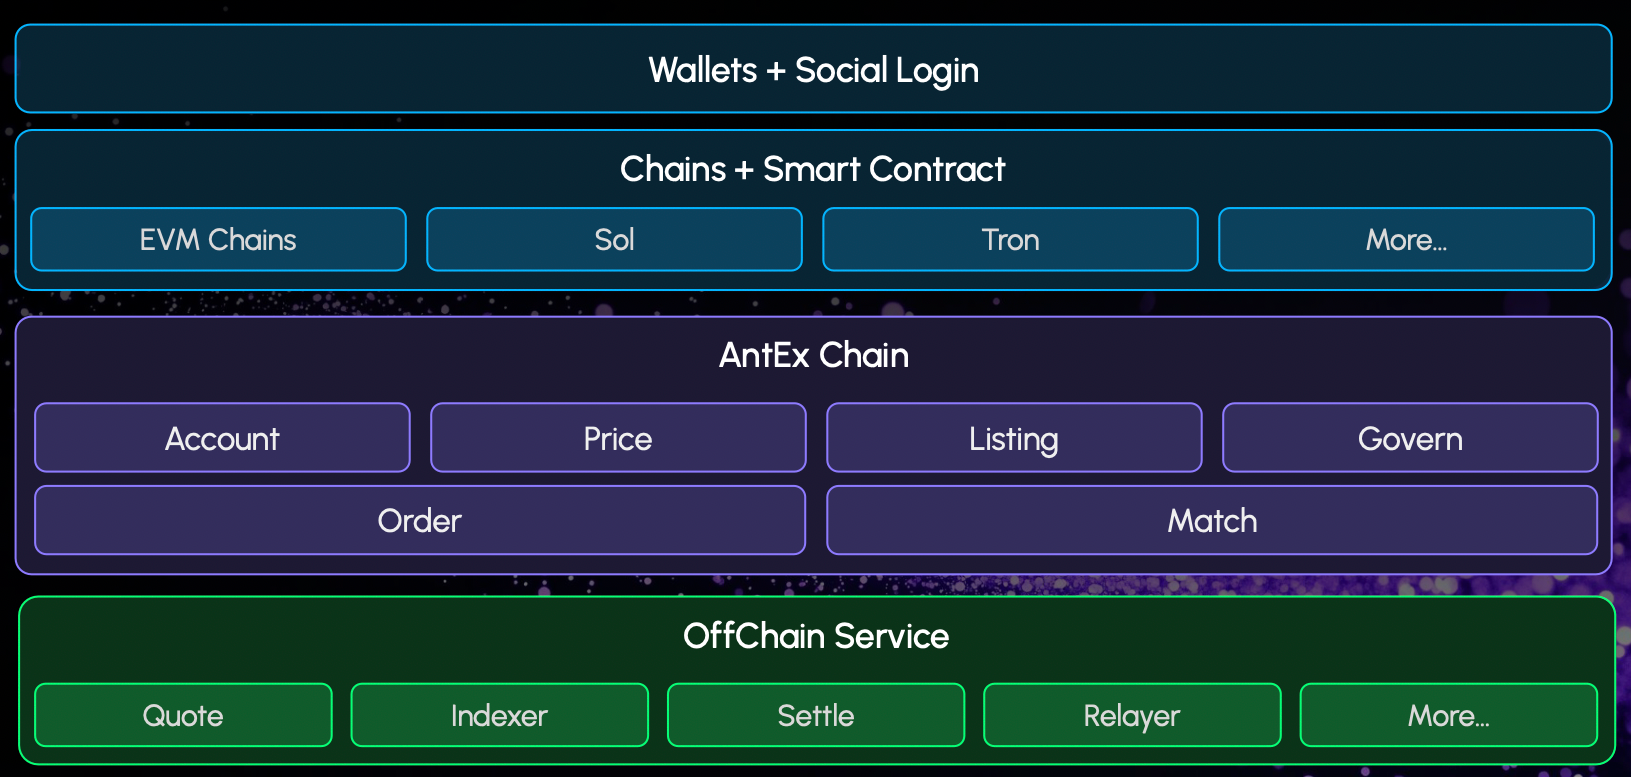 Wallets + Social Login
Chains + Smart Contract
EVM Chains
Sol
Tron
More...
AntEx Chain
Account
Price
Listing
Govern
Order
Match
OffChain Service
Quote
Indexer
Settle
Relayer
More...